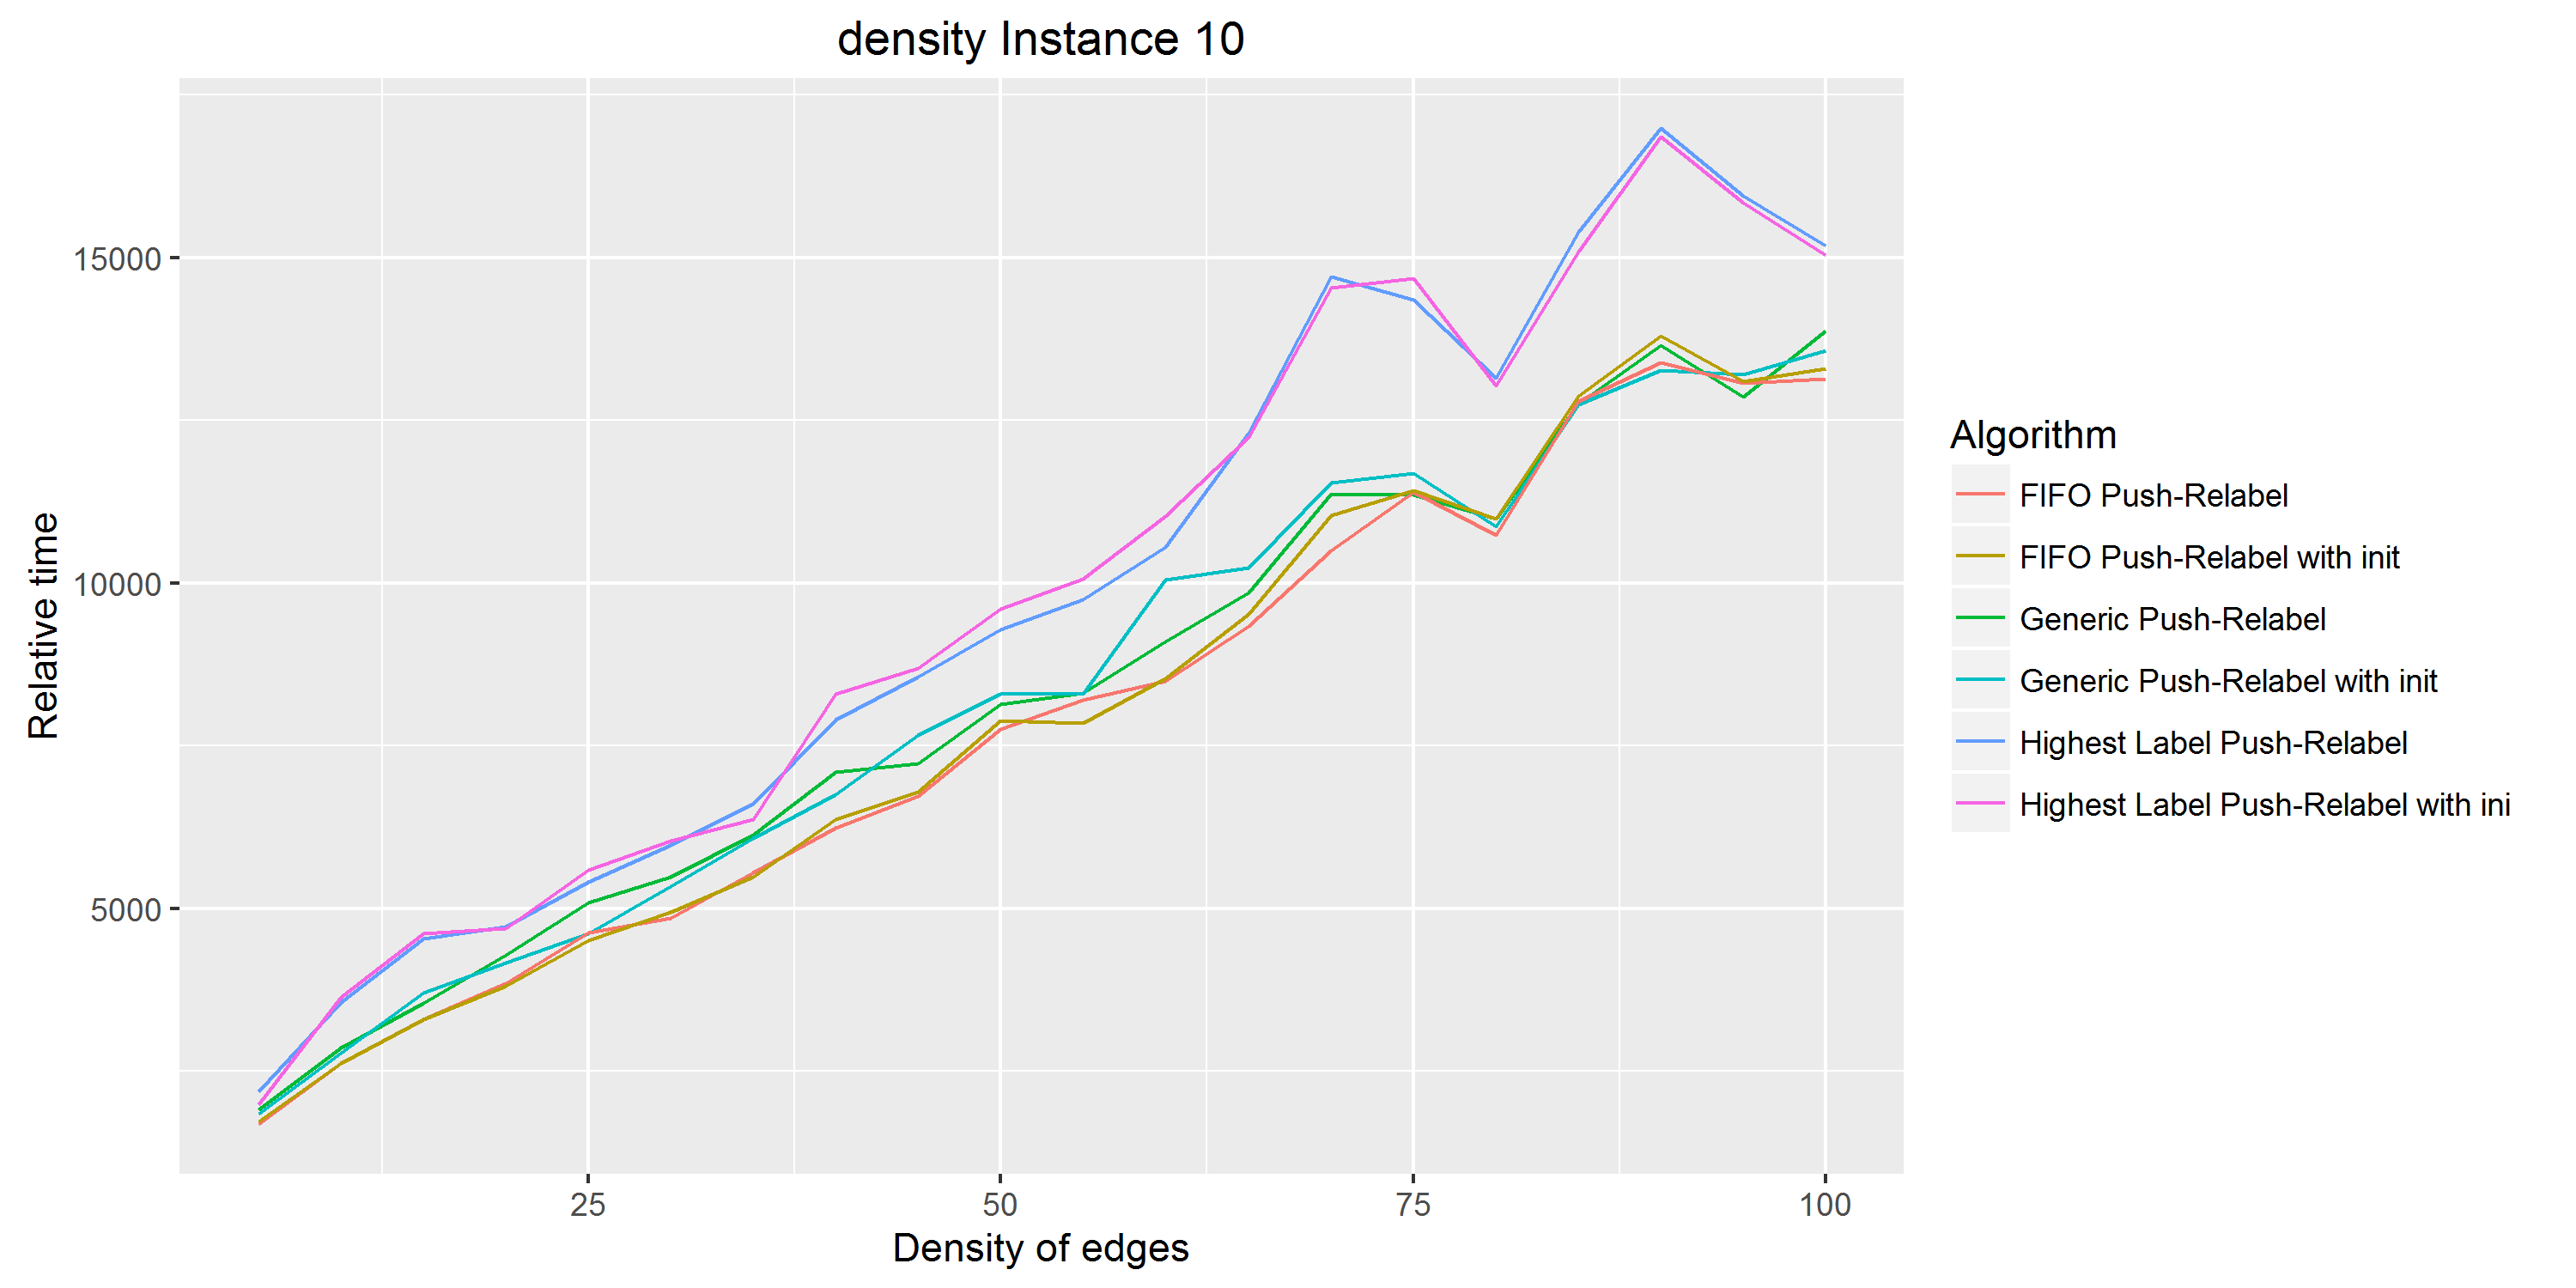 density Instance 10
Relative time
15000
10000
5000
25
50
75
100
Density of edges
Algorithm
FIFO Push-Relabel
FIFO Push-Relabel with init
Generic Push-Relabel
Generic Push-Relabel with init
Highest Label Push-Relabel
Highest Label Push-Relabel with ini